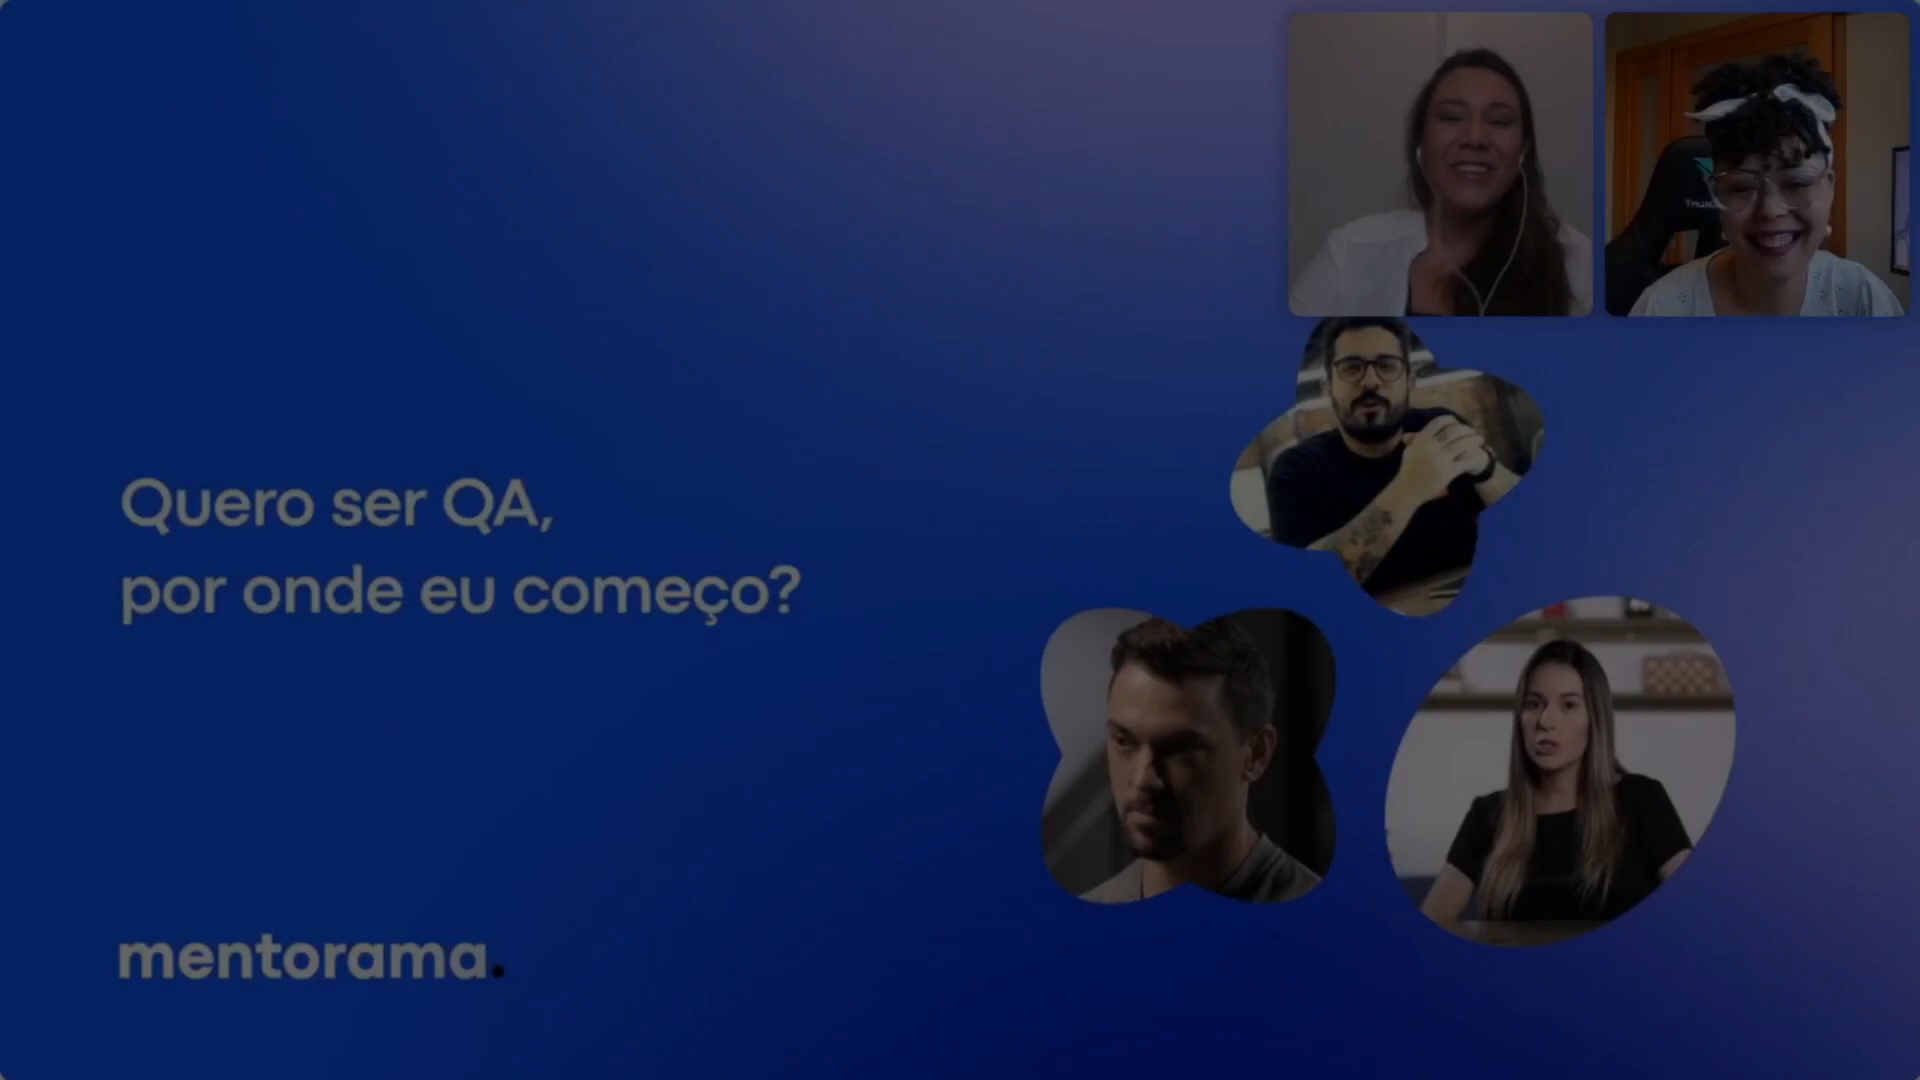 Quero ser QA,
por onde eu começo?
mentorama.